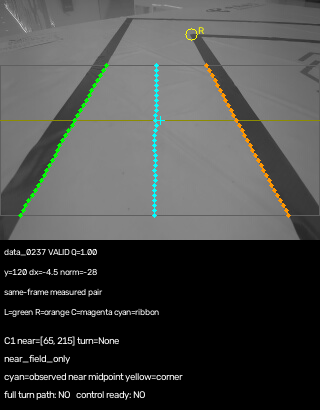 R
data_0237 VALID Q=1.00
y=120 dx=-4.5 norm=-28
same-frame measured pair
L=green R=orange C=magenta cyan=ribbon
C1 near=[65, 215] turn=None
near_field_only
cyan=observed near midpoint yellow=corner
full turn path: NO control ready: NO